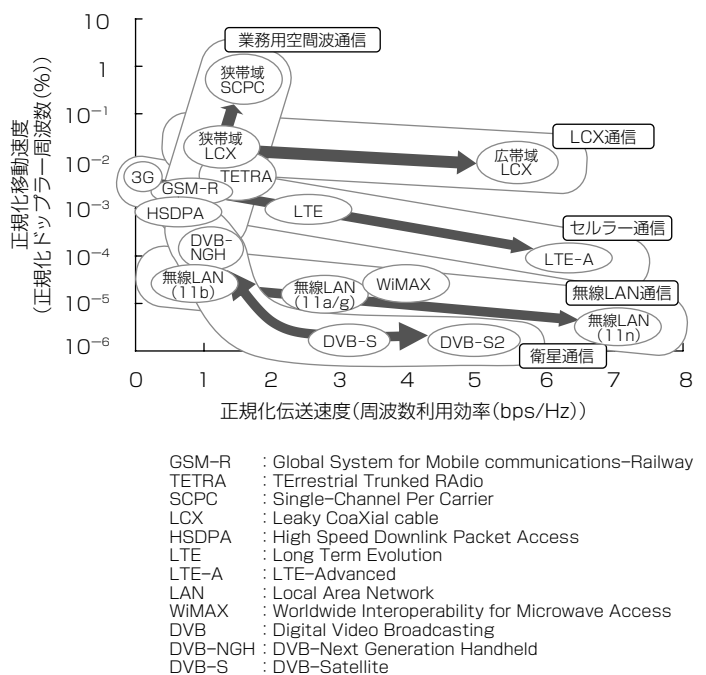 正規化移動速度
(正規化ドップラー周波数(%))
10
1
10−1
10−2
10−3
10−4
10−5
10−6
0
1
2
3
4
5
6
7
8
正規化伝送速度(周波数利用効率(bps/Hz))
業務用空間波通信
狭帯域
SCPC
LCX通信
狭帯域
LCX
広帯域
LCX
3G
TETRA
GSM−R
HSDPA
LTE
セルラー通信
DVB−
NGH
LTE−A
無線LAN
(11b)
無線LAN
(11a/g)
WiMAX
無線LAN通信
無線LAN
(11n)
DVB−S
DVB−S2
衛星通信
GSM−R : Global System for Mobile communications−Railway
TETRA : TErrestrial Trunked RAdio
SCPC : Single−Channel Per Carrier
LCX : Leaky CoaXial cable
HSDPA : High Speed Downlink Packet Access
LTE : Long Term Evolution
LTE−A : LTE−Advanced
LAN : Local Area Network
WiMAX : Worldwide Interoperability for Microwave Access
DVB : Digital Video Broadcasting
DVB−NGH : DVB−Next Generation Handheld
DVB−S : DVB−Satellite